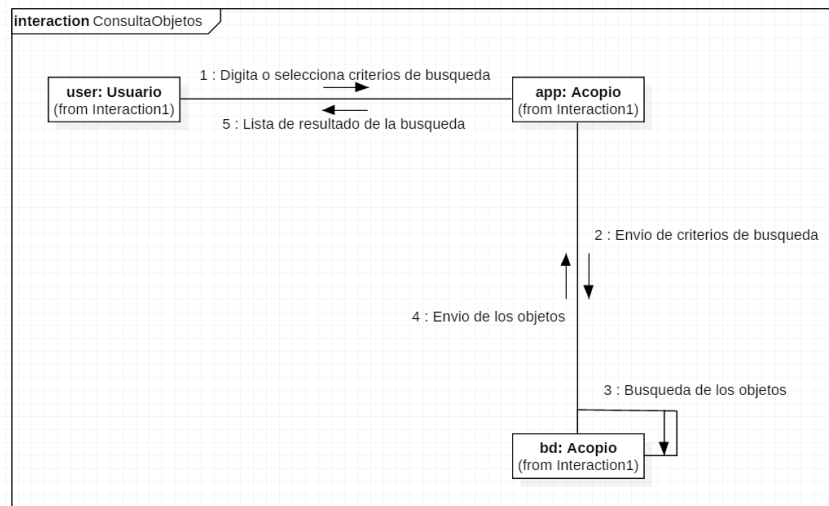 interaction ConsultaObjetos
1 : Digita o selecciona criterios de busqueda
user: Usuario
(from Interaction1)
app: Acopio
(from Interaction1)
5 : Lista de resultado de la busqueda
2 : Envio de criterios de busqueda
4 : Envio de los objetos
3 : Busqueda de los objetos
bd: Acopio
(from Interaction1)